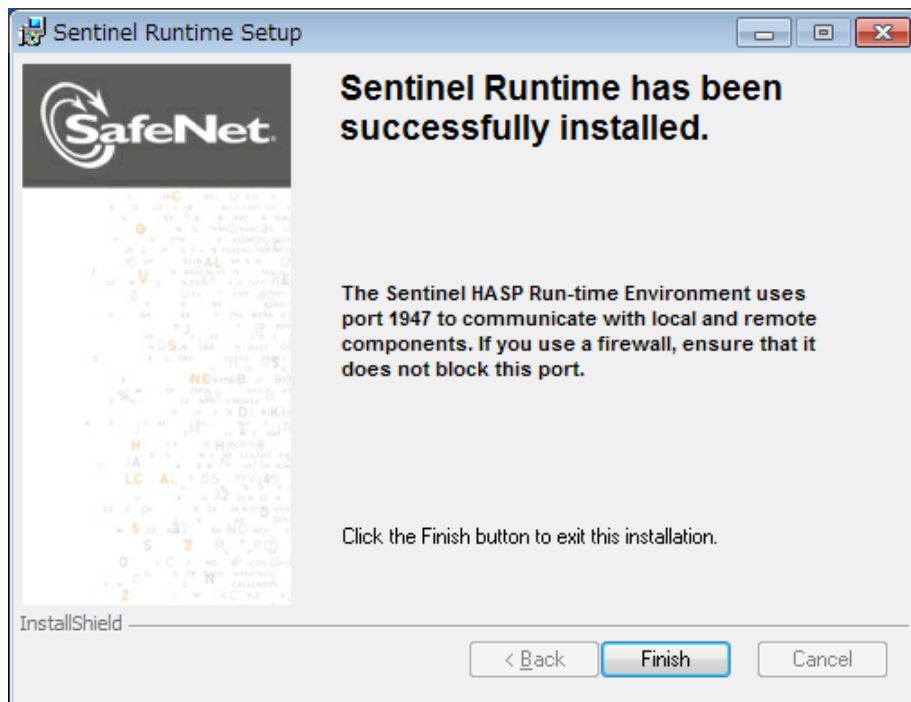 Sentinel Runtime Setup
SafeNet.
Sentinel Runtime has been
successfully installed.
The Sentinel HASP Run-time Environment uses
port 1947 to communicate with local and remote
components. If you use a firewall, ensure that it
does not block this port.
Click the Finish button to exit this installation.
InstallShield
< Back
Finish
Cancel